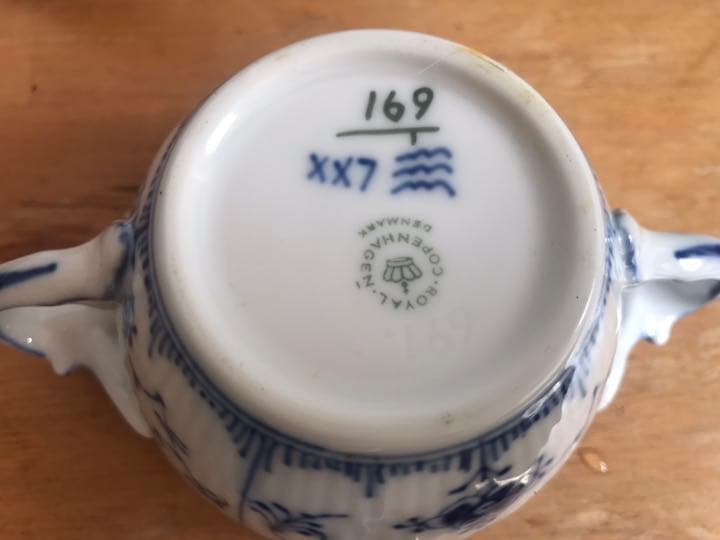 169
XX7
ROYAL COPENHAGEN
DENMARK